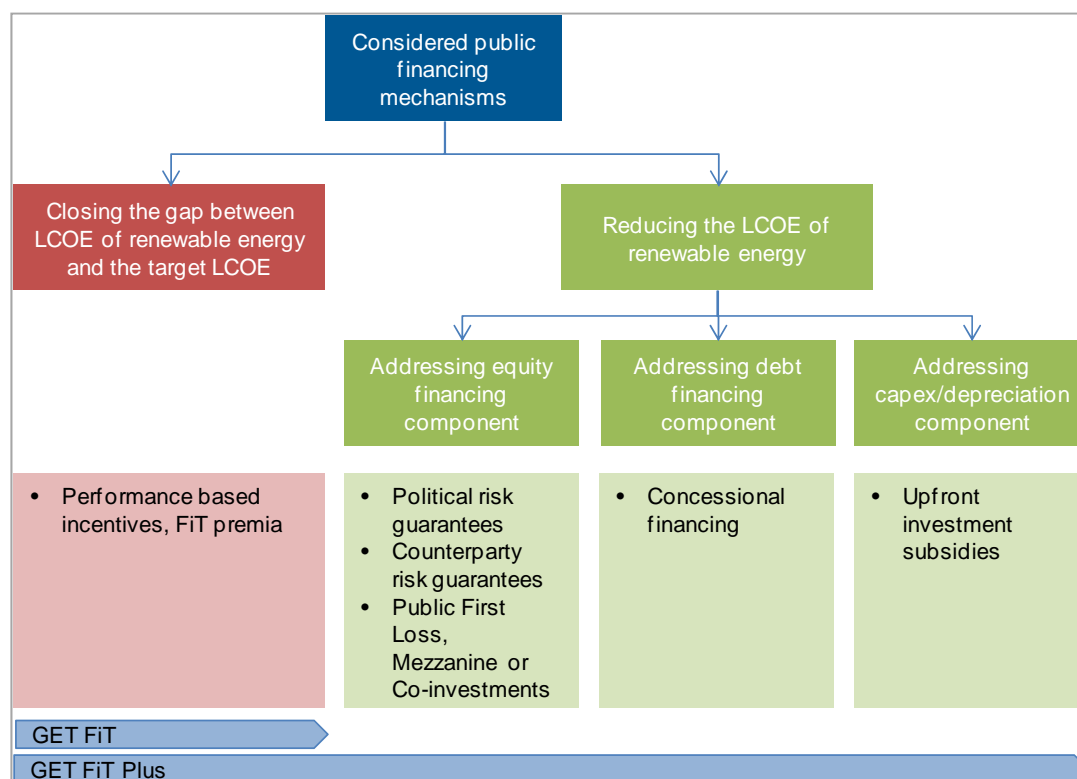 Considered public
financing
mechanisms
Closing the gap between
LCOE of renewable energy
and the target LCOE
Reducing the LCOE of
renewable energy
Addressing equity
financing
component
Addressing debt
financing
component
Addressing
capex/depreciation
component
• Performance based
incentives, FiT premia
• Political risk
guarantees
• Counterparty
risk guarantees
• Public First
Loss,
Mezzanine or
Co-investments
• Concessional
financing
• Upfront
investment
subsidies
GET FiT
GET FiT Plus